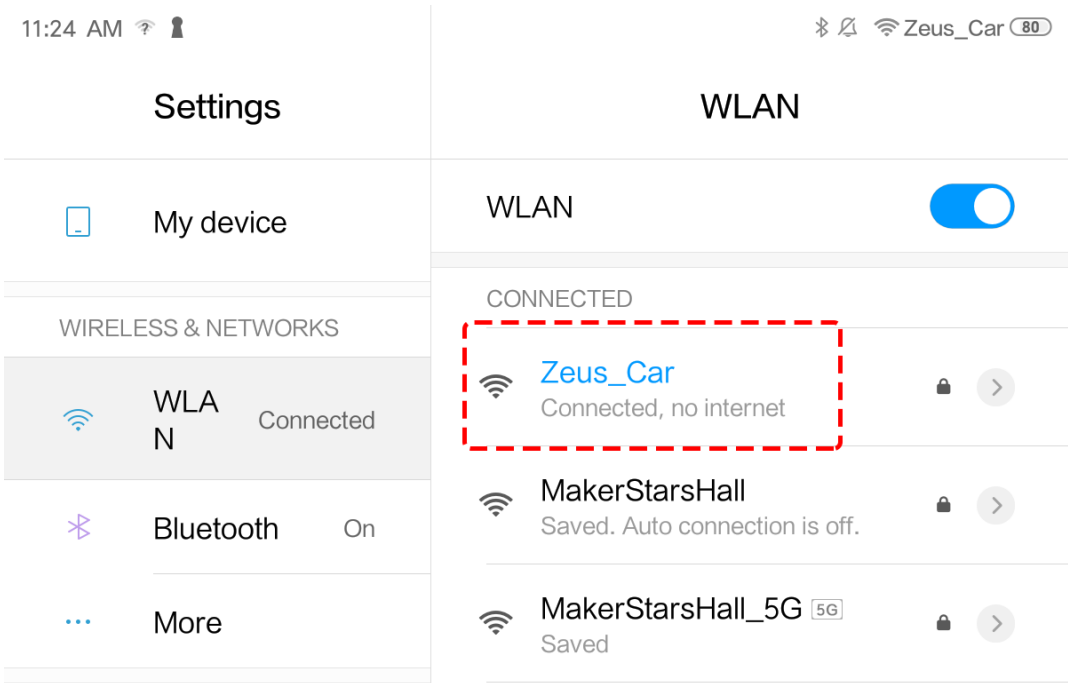 11:24 AM
Zeus_Car 80
Settings
WLAN
My device
WLAN
CONNECTED
WIRELESS & NETWORKS
Zeus_Car
Connected, no internet
WLA
N
Connected
MakerStarsHall
Saved. Auto connection is off.
Bluetooth On
MakerStarsHall_5G 5G
Saved
More